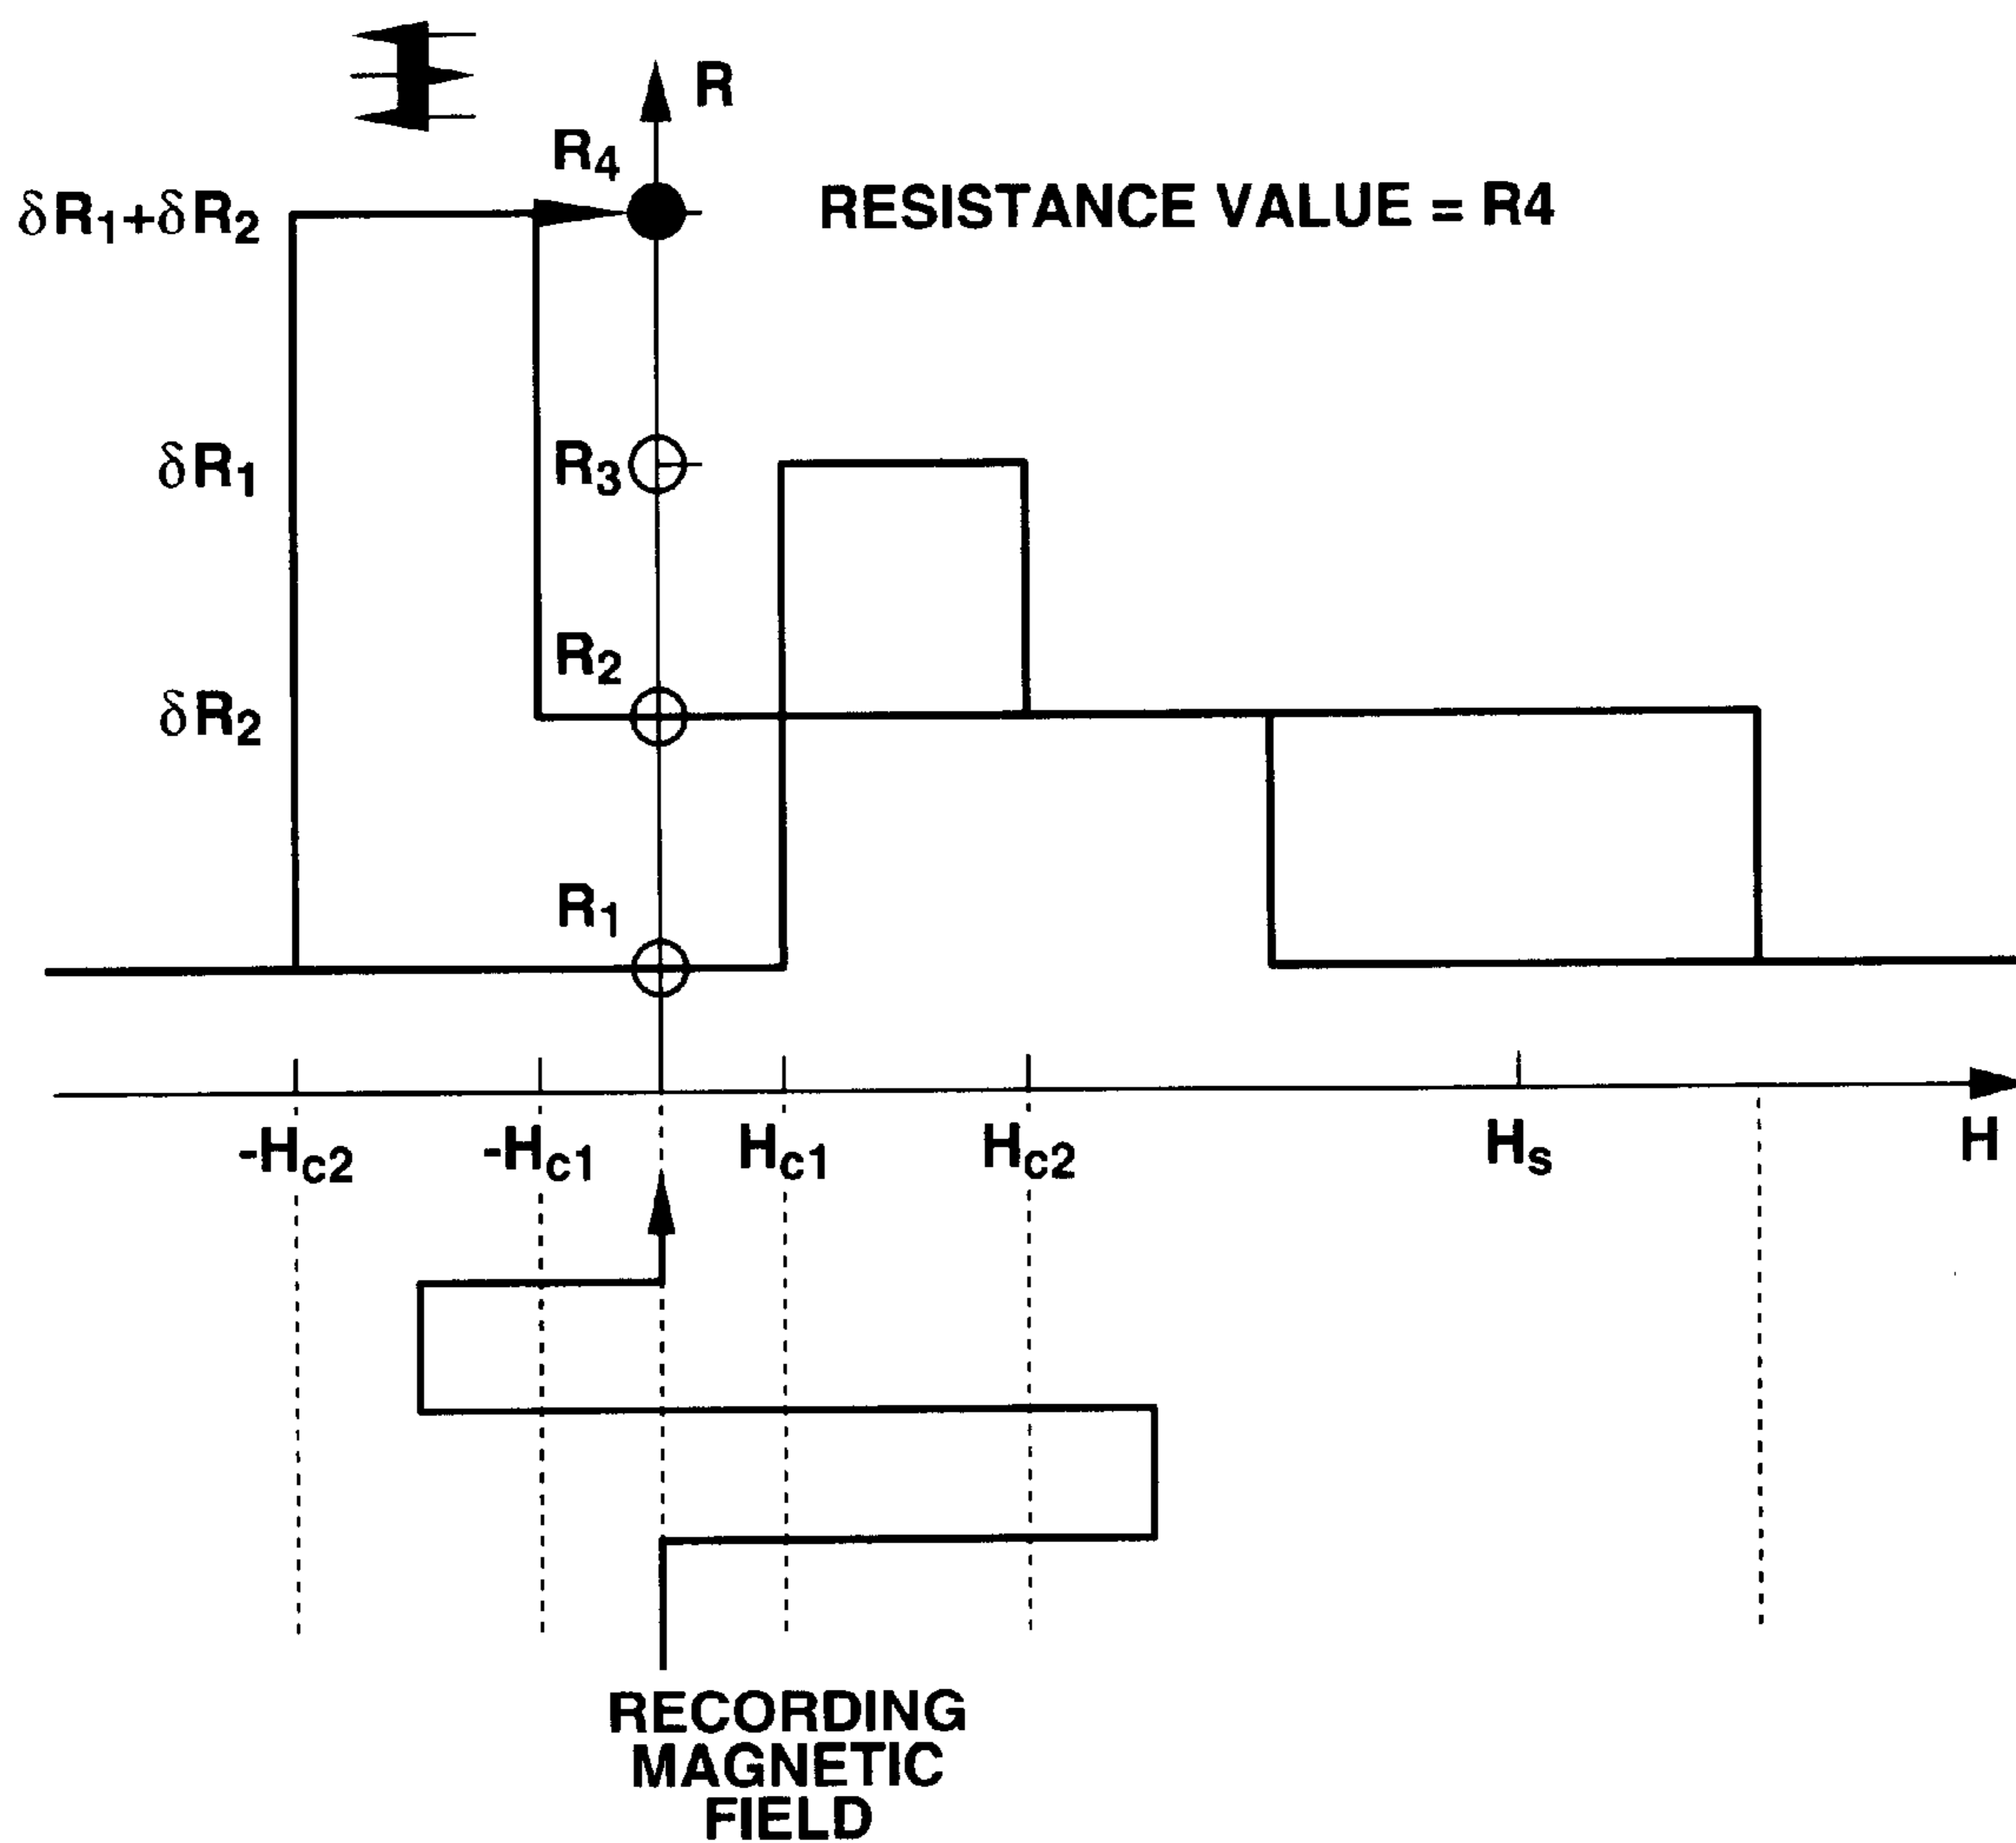 R
R4
δR1+δR2
RESISTANCE VALUE = R4
δR1
R3
R2
δR2
R1
-Hc2
-Hc1
Hc1
Hc2
Hs
H
RECORDING
MAGNETIC
FIELD